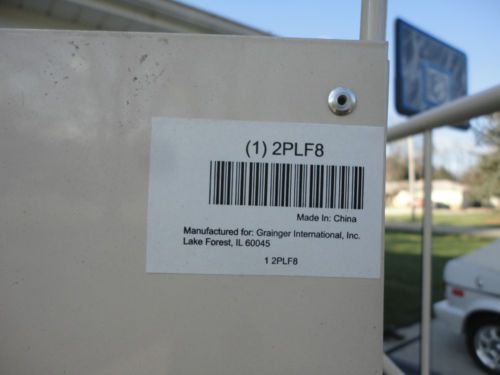 (1) 2PLF8
Made In: China
Manufactured for: Grainger International, Inc.
Lake Forest, IL 60045
1 2PLF8